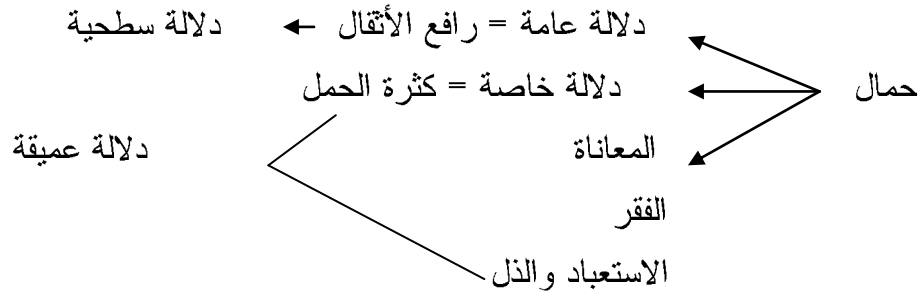 دلالة عامة = رافع الأثقال ← دلالة سطحية
حمال دلالة خاصة = كثرة الحمل
المعاناة دلالة عميقة
الفقر
الاستعباد والذل